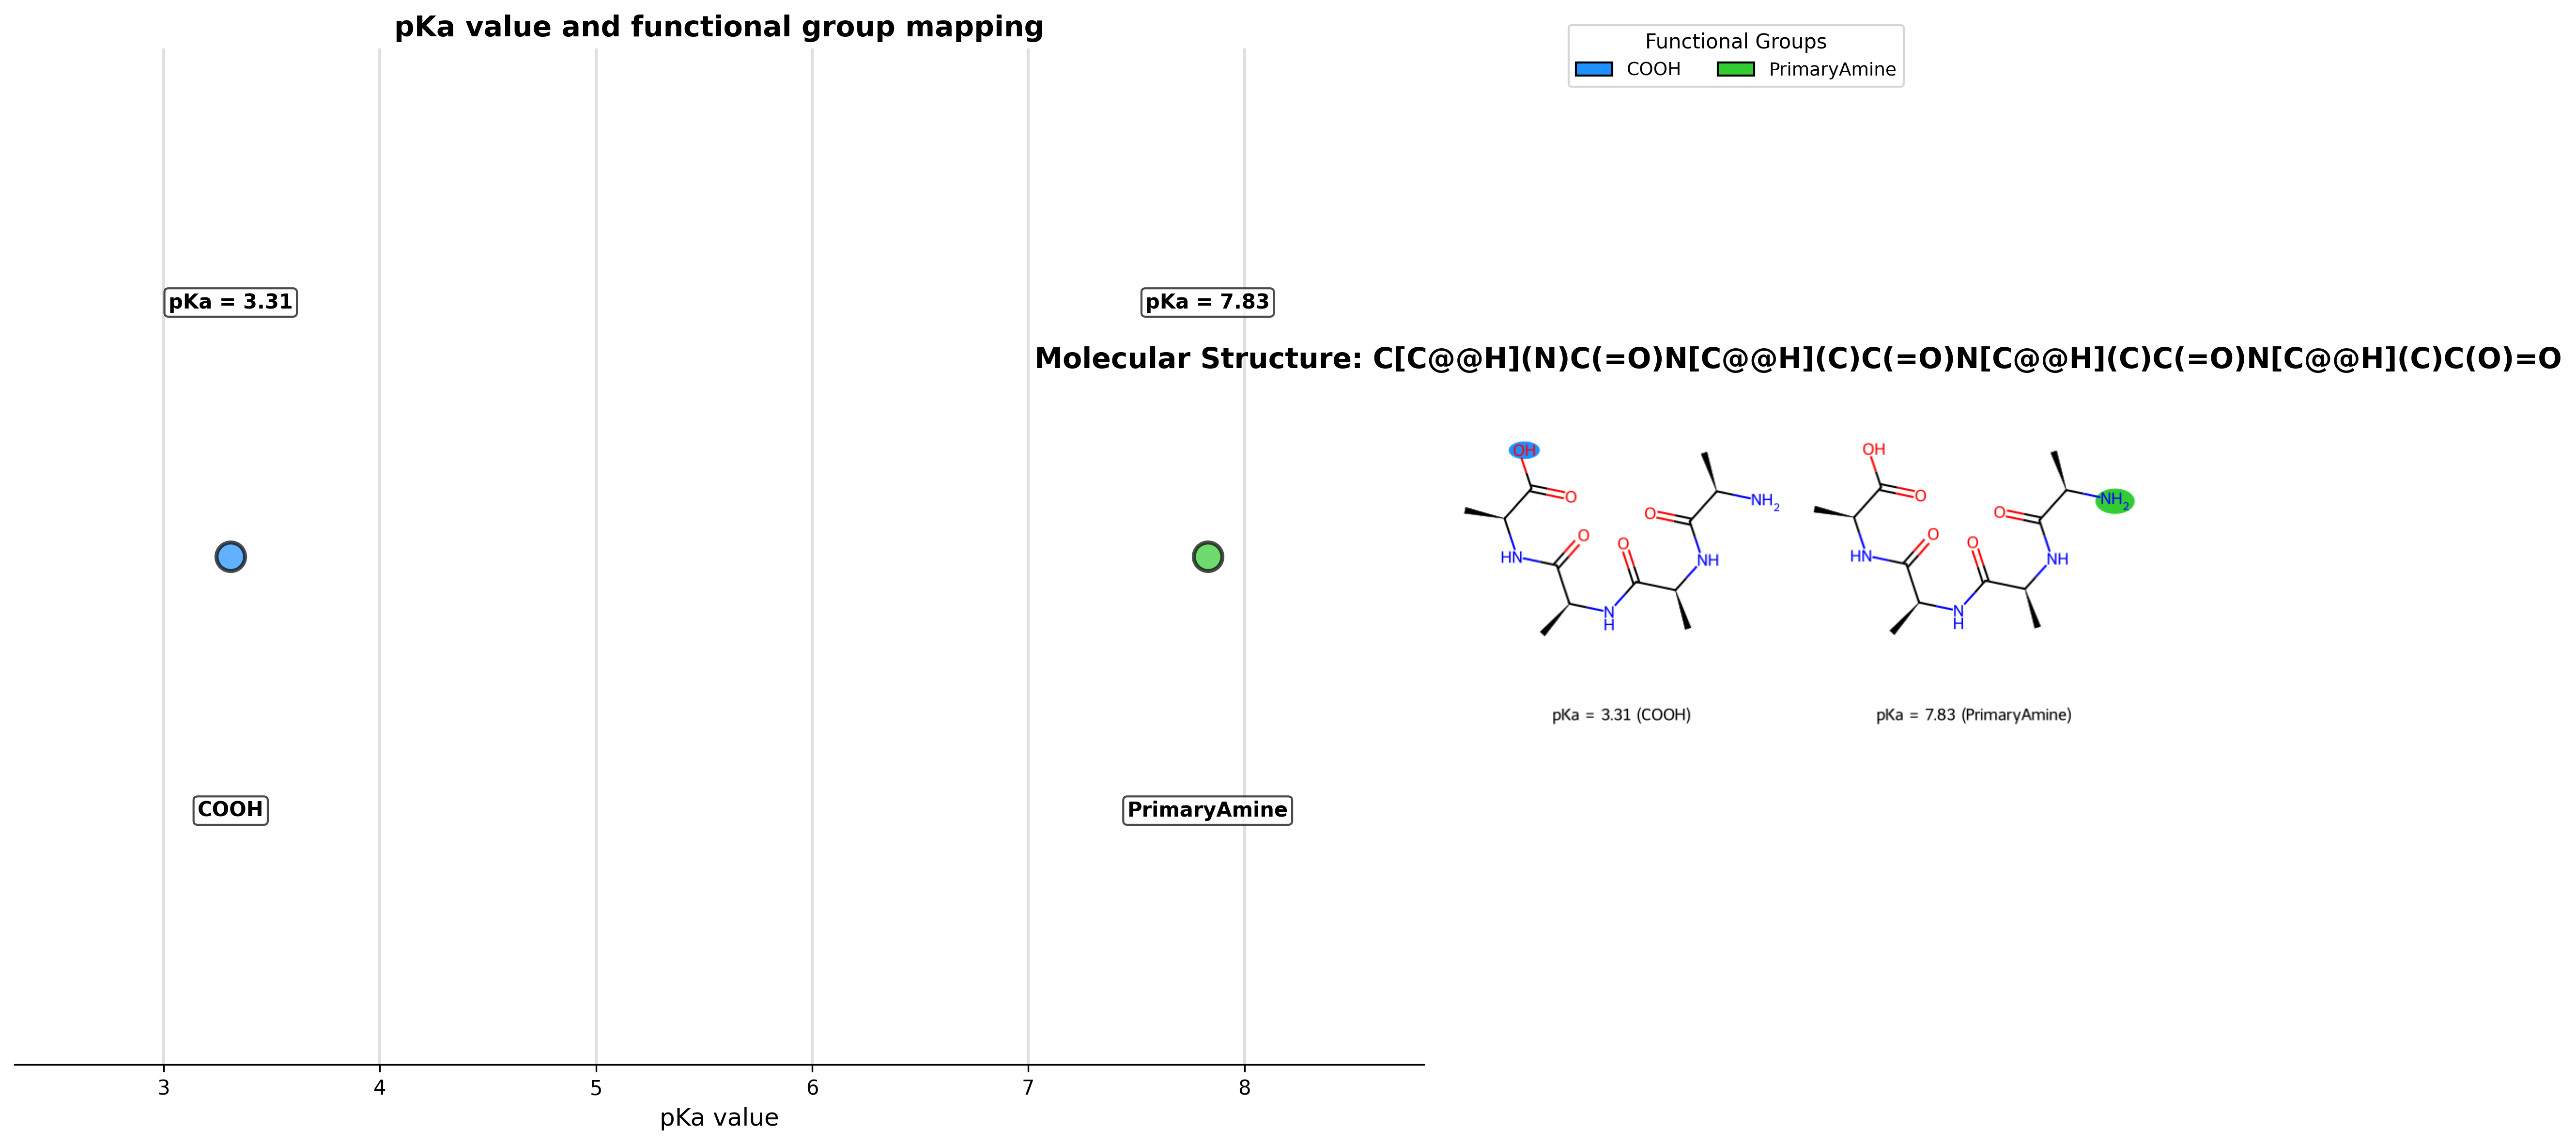 pKa value and functional group mapping
Functional Groups
COOH PrimaryAmine
pKa = 3.31 pKa = 7.83
Molecular Structure: C[C@@H](N)C(=O)N[C@@H](C)C(=O)N[C@@H](C)C(=O)N[C@@H](C)C(O)=O
OH
O
NH2
O
O
O
HN
NH
N
H
OH
O
NH2
O
O
O
HN
NH
N
H
pKa = 3.31 (COOH) pKa = 7.83 (PrimaryAmine)
COOH PrimaryAmine
3 4 5 6 7 8
pKa value